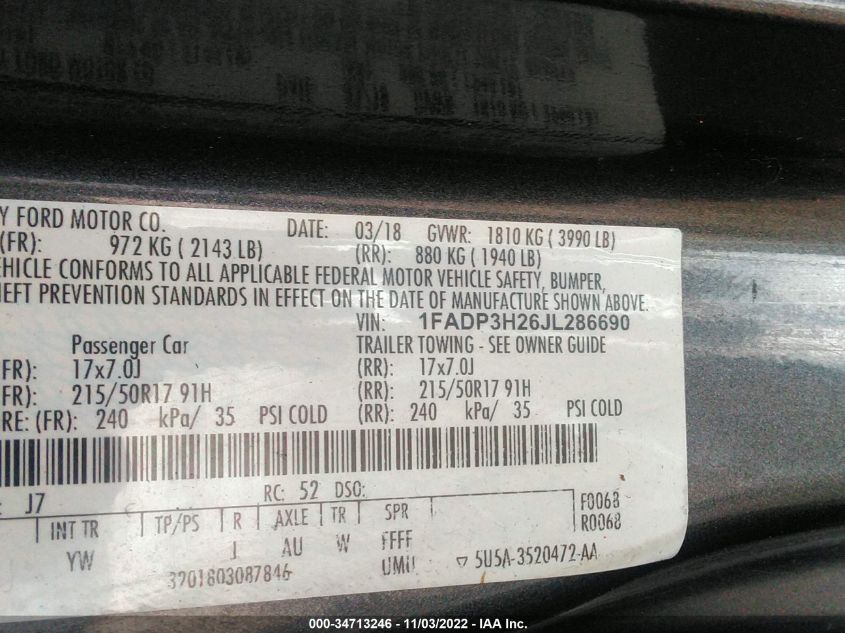 Y FORD MOTOR CO. DATE: 03/18 GVWR: 1810 KG ( 3990 LB)
(FR): 972 KG ( 2143 LB) (RR): 880 KG ( 1940 LB)
EHICLE CONFORMS TO ALL APPLICABLE FEDERAL MOTOR VEHICLE SAFETY, BUMPER,
HEFT PREVENTION STANDARDS IN EFFECT ON THE DATE OF MANUFACTURE SHOWN ABOVE.
VIN: 1FADP3H26JL286690
Passenger Car TRAILER TOWING - SEE OWNER GUIDE
FR): 17x7.0J (RR): 17x7.0J
(FR): 215/50R17 91H (RR): 215/50R17 91H
RE: (FR): 240 kPa/ 35 PSI COLD (RR): 240 kPa/ 35 PSI COLD
: J7 RC: 52 DSO: F0068
INT TR TP/PS R AXLE TR SPR R0068
YW J AU W FFFF
3201803087846 UMIU 5U5A-3520472-AA
000-34713246 - 11/03/2022 - IAA Inc.